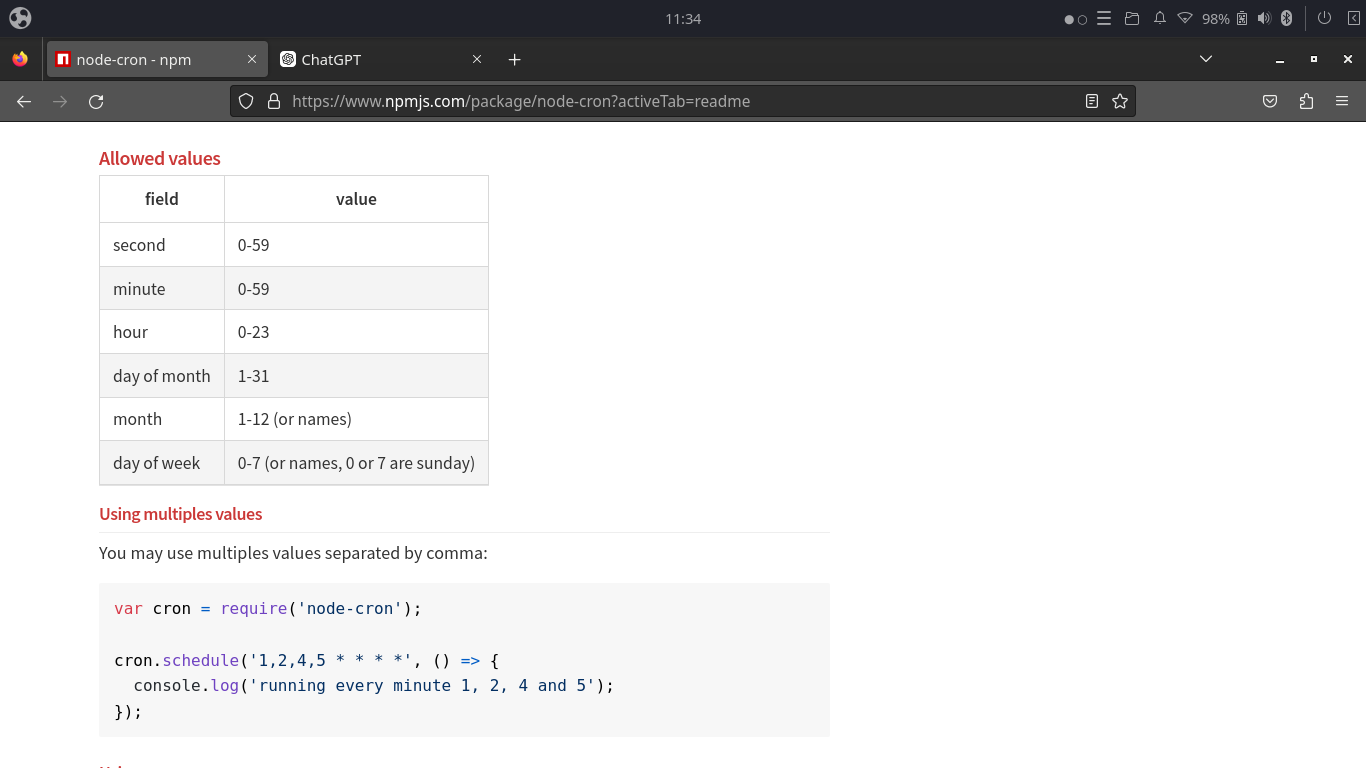 11:34
98%
node-cron - npm
ChatGPT
https://www.npmjs.com/package/node-cron?activeTab=readme
Allowed values
field value
second 0-59
minute 0-59
hour 0-23
day of month 1-31
month 1-12 (or names)
day of week 0-7 (or names, 0 or 7 are sunday)
Using multiples values
You may use multiples values separated by comma:
var cron = require('node-cron');
cron.schedule('1,2,4,5 * * * *', () => {
  console.log('running every minute 1, 2, 4 and 5');
});